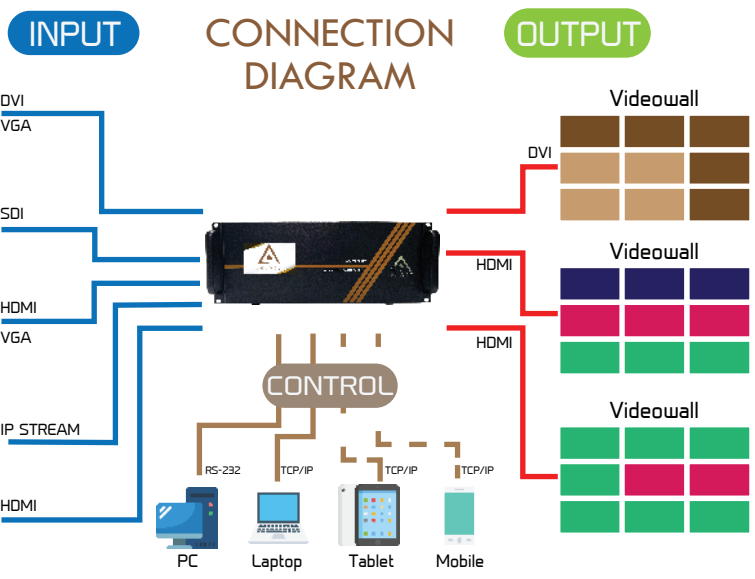 INPUT
CONNECTION
DIAGRAM
OUTPUT
DVI
VGA
SDI
HDMI
VGA
IP STREAM
HDMI
Videowall
DVI
Videowall
HDMI
HDMI
Videowall
CONTROL
RS-232
TCP/IP
TCP/IP
TCP/IP
PC
Laptop
Tablet
Mobile